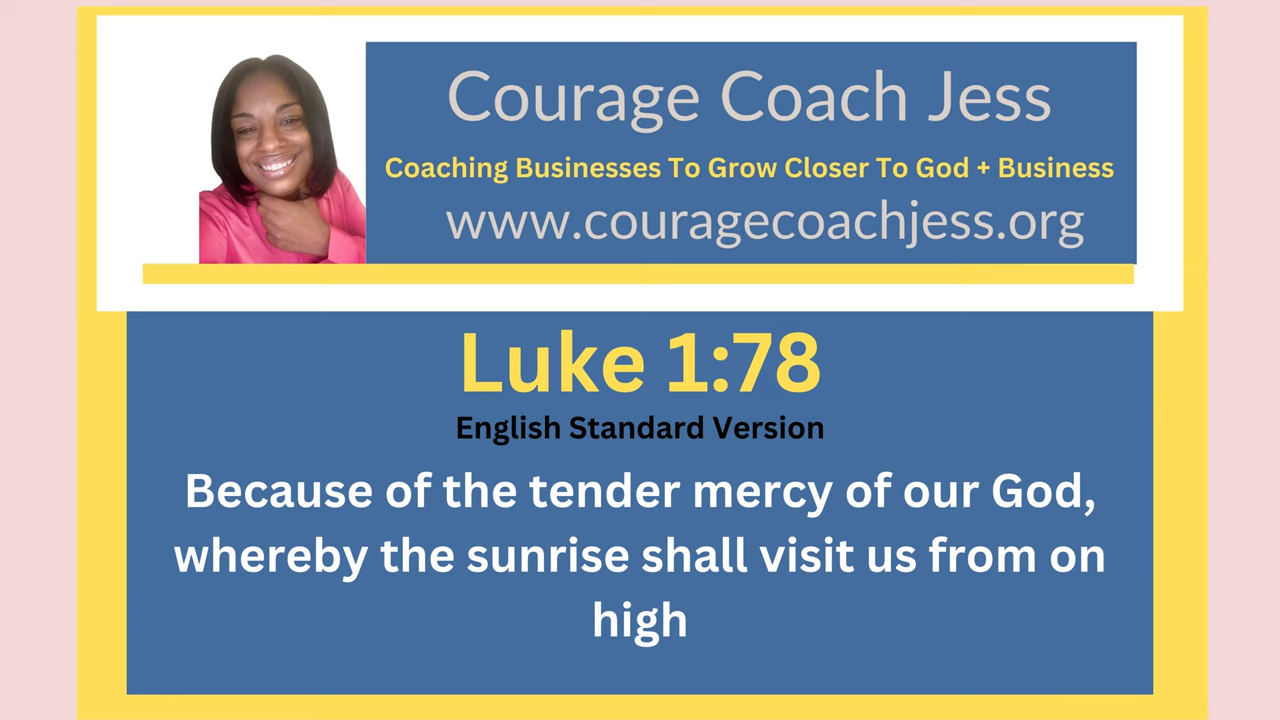 Courage Coach Jess
Coaching Businesses To Grow Closer To God + Business
www.couragecoachjess.org
Luke 1:78
English Standard Version
Because of the tender mercy of our God,
whereby the sunrise shall visit us from on
high